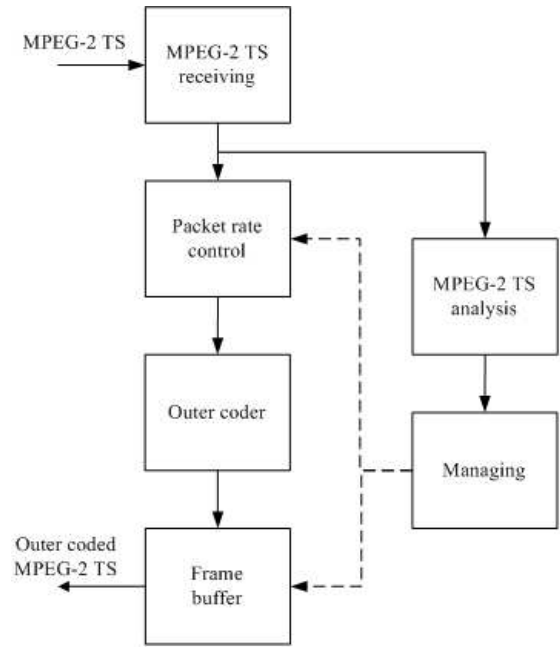 MPEG-2 TS
MPEG-2 TS
receiving
Packet rate
control
MPEG-2 TS
analysis
Outer coder
Managing
Outer coded
MPEG-2 TS
Frame
buffer